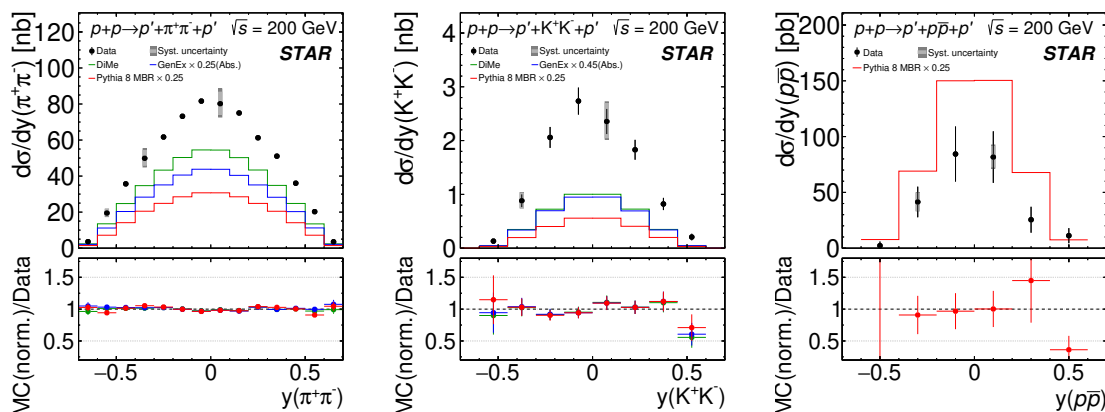 p+p→p′+π⁺π⁻+p′ √s = 200 GeV
STAR
Data
Syst. uncertainty
DiMe
GenEx × 0.25(Abs.)
Pythia 8 MBR × 0.25
dσ/dy(π⁺π⁻) [nb]
120
100
80
60
40
20
0
MC(norm.)/Data
1.5
1
0.5
−0.5 0 0.5
y(π⁺π⁻)
p+p→p′+K⁺K⁻+p′ √s = 200 GeV
STAR
Data
Syst. uncertainty
DiMe
GenEx × 0.45(Abs.)
Pythia 8 MBR × 0.25
dσ/dy(K⁺K⁻) [nb]
4
3
2
1
0
MC(norm.)/Data
1.5
1
0.5
−0.5 0 0.5
y(K⁺K⁻)
p+p→p′+pp̅+p′ √s = 200 GeV
STAR
Data
Syst. uncertainty
Pythia 8 MBR × 0.25
dσ/dy(pp̅) [pb]
200
150
100
50
0
MC(norm.)/Data
1.5
1
0.5
−0.5 0 0.5
y(pp̅)